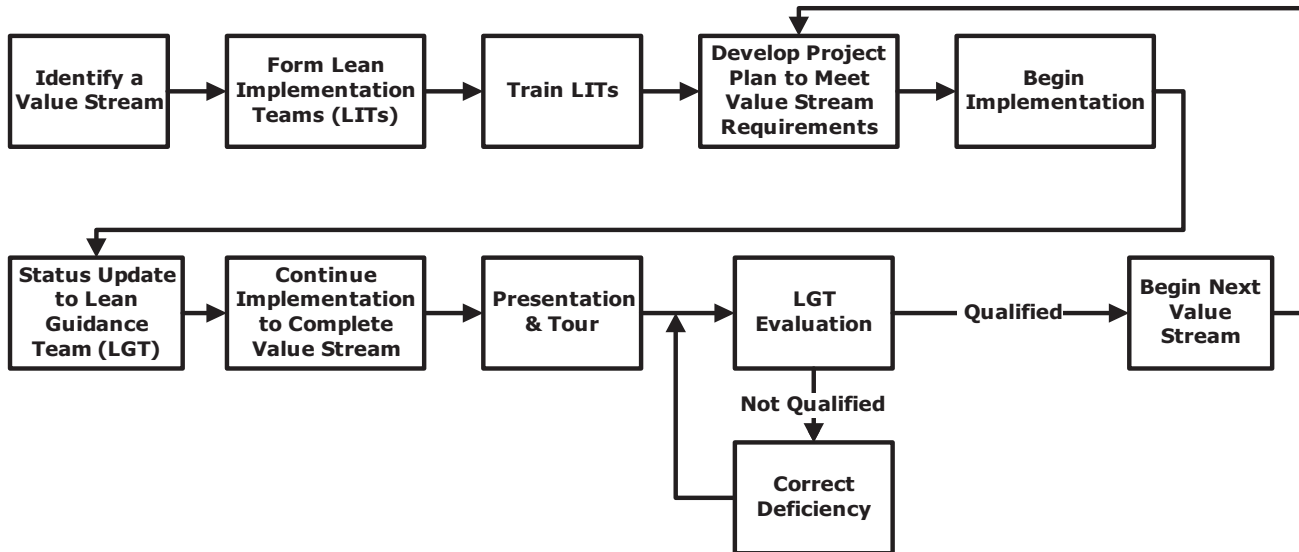 Identify a
Value Stream
Form Lean
Implementation
Teams (LITs)
Train LITs
Develop Project
Plan to Meet
Value Stream
Requirements
Begin
Implementation
Status Update
to Lean
Guidance
Team (LGT)
Continue
Implementation
to Complete
Value Stream
Presentation
& Tour
LGT
Evaluation
Qualified
Begin Next
Value
Stream
Not Qualified
Correct
Deficiency